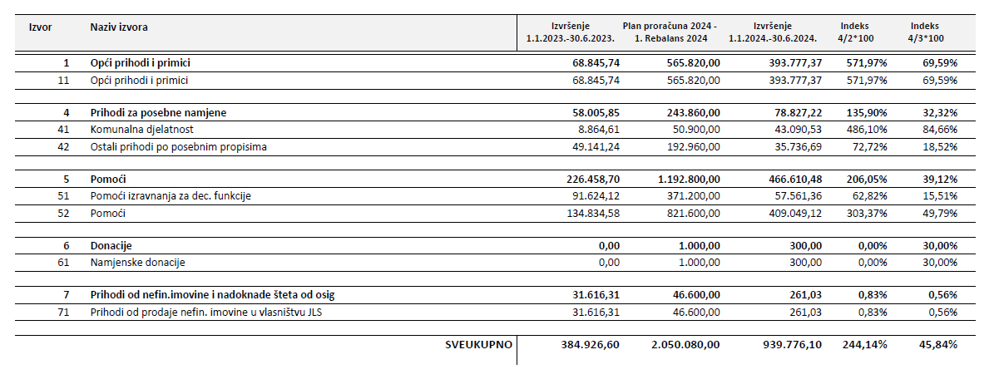 Izvor Naziv izvora Izvršenje 1.1.2023.-30.6.2023. Plan proračuna 2024 - 1. Rebalans 2024 Izvršenje 1.1.2024.-30.6.2024. Indeks 4/2*100 Indeks 4/3*100
1 Opći prihodi i primici 68.845,74 565.820,00 393.777,37 571,97% 69,59%
11 Opći prihodi i primici 68.845,74 565.820,00 393.777,37 571,97% 69,59%
4 Prihodi za posebne namjene 58.005,85 243.860,00 78.827,22 135,90% 32,32%
41 Komunalna djelatnost 8.864,61 50.900,00 43.090,53 486,10% 84,66%
42 Ostali prihodi po posebnim propisima 49.141,24 192.960,00 35.736,69 72,72% 18,52%
5 Pomoći 226.458,70 1.192.800,00 466.610,48 206,05% 39,12%
51 Pomoći izravnanja za dec. funkcije 91.624,12 371.200,00 57.561,36 62,82% 15,51%
52 Pomoći 134.834,58 821.600,00 409.049,12 303,37% 49,79%
6 Donacije 0,00 1.000,00 300,00 0,00% 30,00%
61 Namjenske donacije 0,00 1.000,00 300,00 0,00% 30,00%
7 Prihodi od nefin.imovine i nadoknade šteta od osig 31.616,31 46.600,00 261,03 0,83% 0,56%
71 Prihodi od prodaje nefin. imovine u vlasništvu JLS 31.616,31 46.600,00 261,03 0,83% 0,56%
SVEUKUPNO 384.926,60 2.050.080,00 939.776,10 244,14% 45,84%